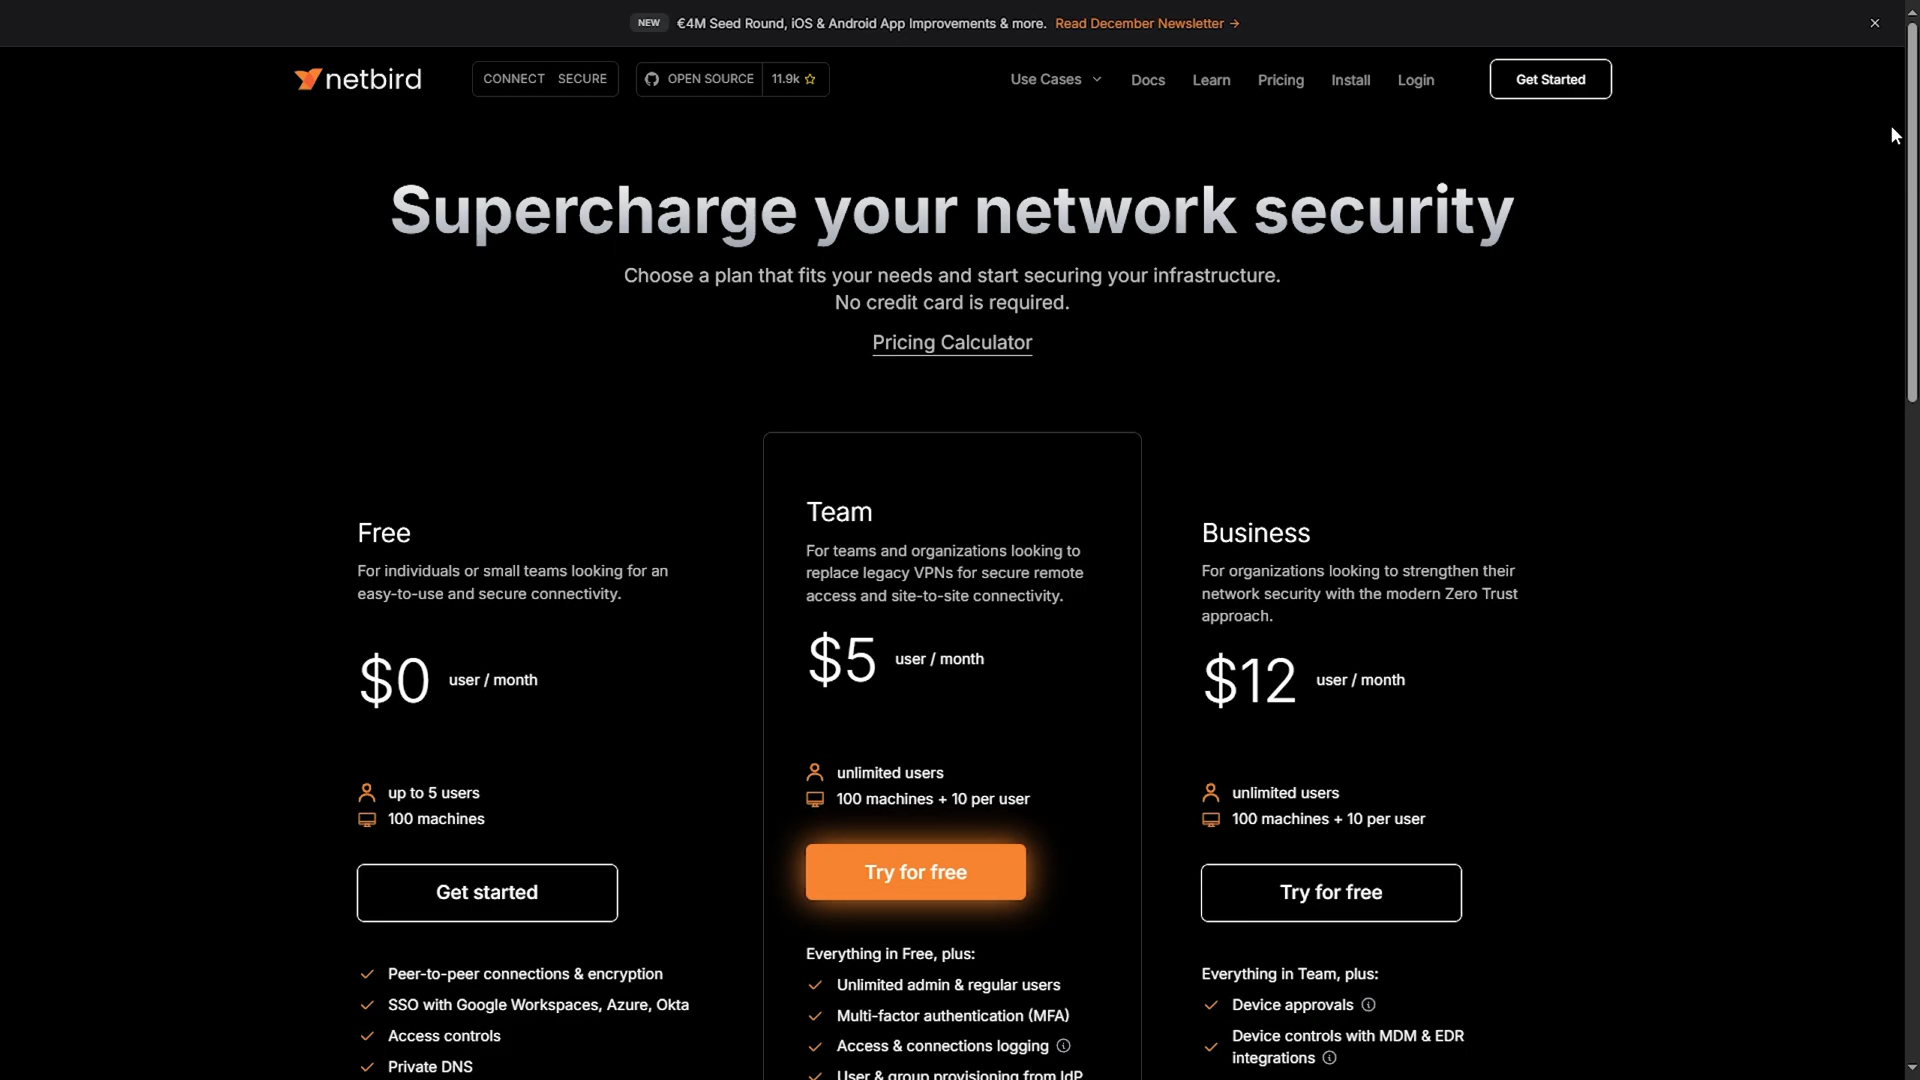 NEW €4M Seed Round, iOS & Android App Improvements & more. Read December Newsletter →
netbird CONNECT SECURE OPEN SOURCE 11.9k Use Cases Docs Learn Pricing Install Login Get Started
Supercharge your network security
Choose a plan that fits your needs and start securing your infrastructure.
No credit card is required.
Pricing Calculator
Free
For individuals or small teams looking for an
easy-to-use and secure connectivity.
$0 user / month
up to 5 users
100 machines
Get started
Peer-to-peer connections & encryption
SSO with Google Workspaces, Azure, Okta
Access controls
Private DNS
Team
For teams and organizations looking to
replace legacy VPNs for secure remote
access and site-to-site connectivity.
$5 user / month
unlimited users
100 machines + 10 per user
Try for free
Everything in Free, plus:
Unlimited admin & regular users
Multi-factor authentication (MFA)
Access & connections logging
User & group provisioning from IdP
Business
For organizations looking to strengthen their
network security with the modern Zero Trust
approach.
$12 user / month
unlimited users
100 machines + 10 per user
Try for free
Everything in Team, plus:
Device approvals
Device controls with MDM & EDR
integrations